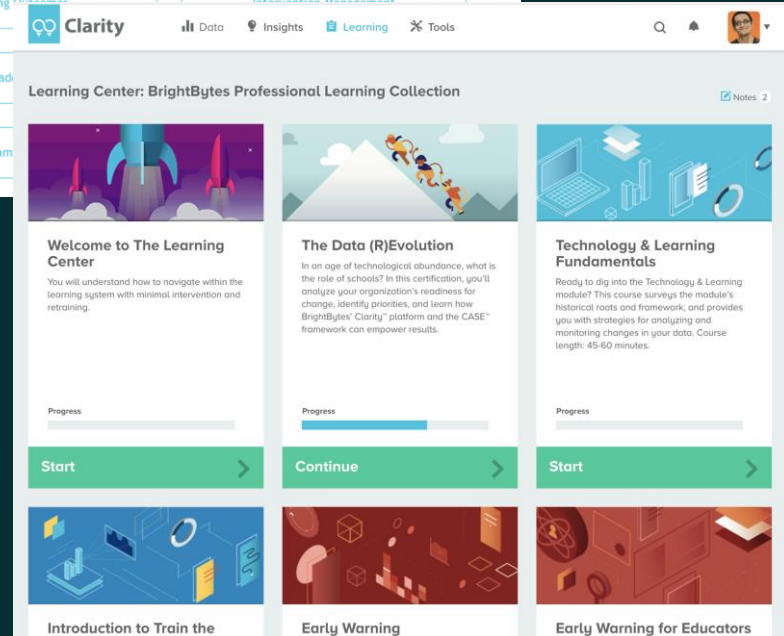 Intervention Management
Clarity
Data
Insights
Learning
Tools
Learning Center: BrightBytes Professional Learning Collection
Notes 2
Welcome to The Learning
Center
You will understand how to navigate within the
learning system with minimal intervention and
retraining.
Progress
Start
The Data (R)Evolution
In an age of technological abundance, what is
the role of schools? In this certification, you'll
analyze your organization's readiness for
change, identify priorities, and learn how
BrightBytes' Clarity™ platform and the CASE™
framework can empower results.
Progress
Continue
Technology & Learning
Fundamentals
Ready to dig into the Technology & Learning
module? This course surveys the module's
historical roots and framework, and provides
you with strategies for analyzing and
monitoring changes in your data. Course
length: 45-60 minutes.
Progress
Start
Introduction to Train the
Early Warning
Early Warning for Educators